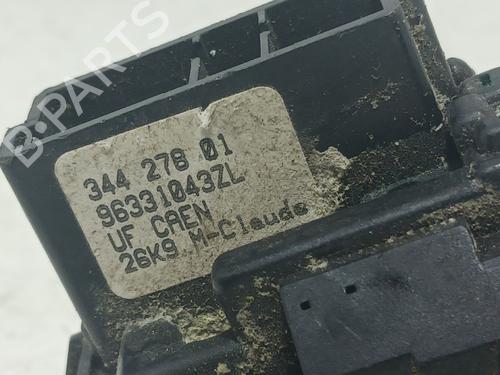 B-PARTS
344 278 01
96331043ZL
UF CAEN
26K9 M-Claude